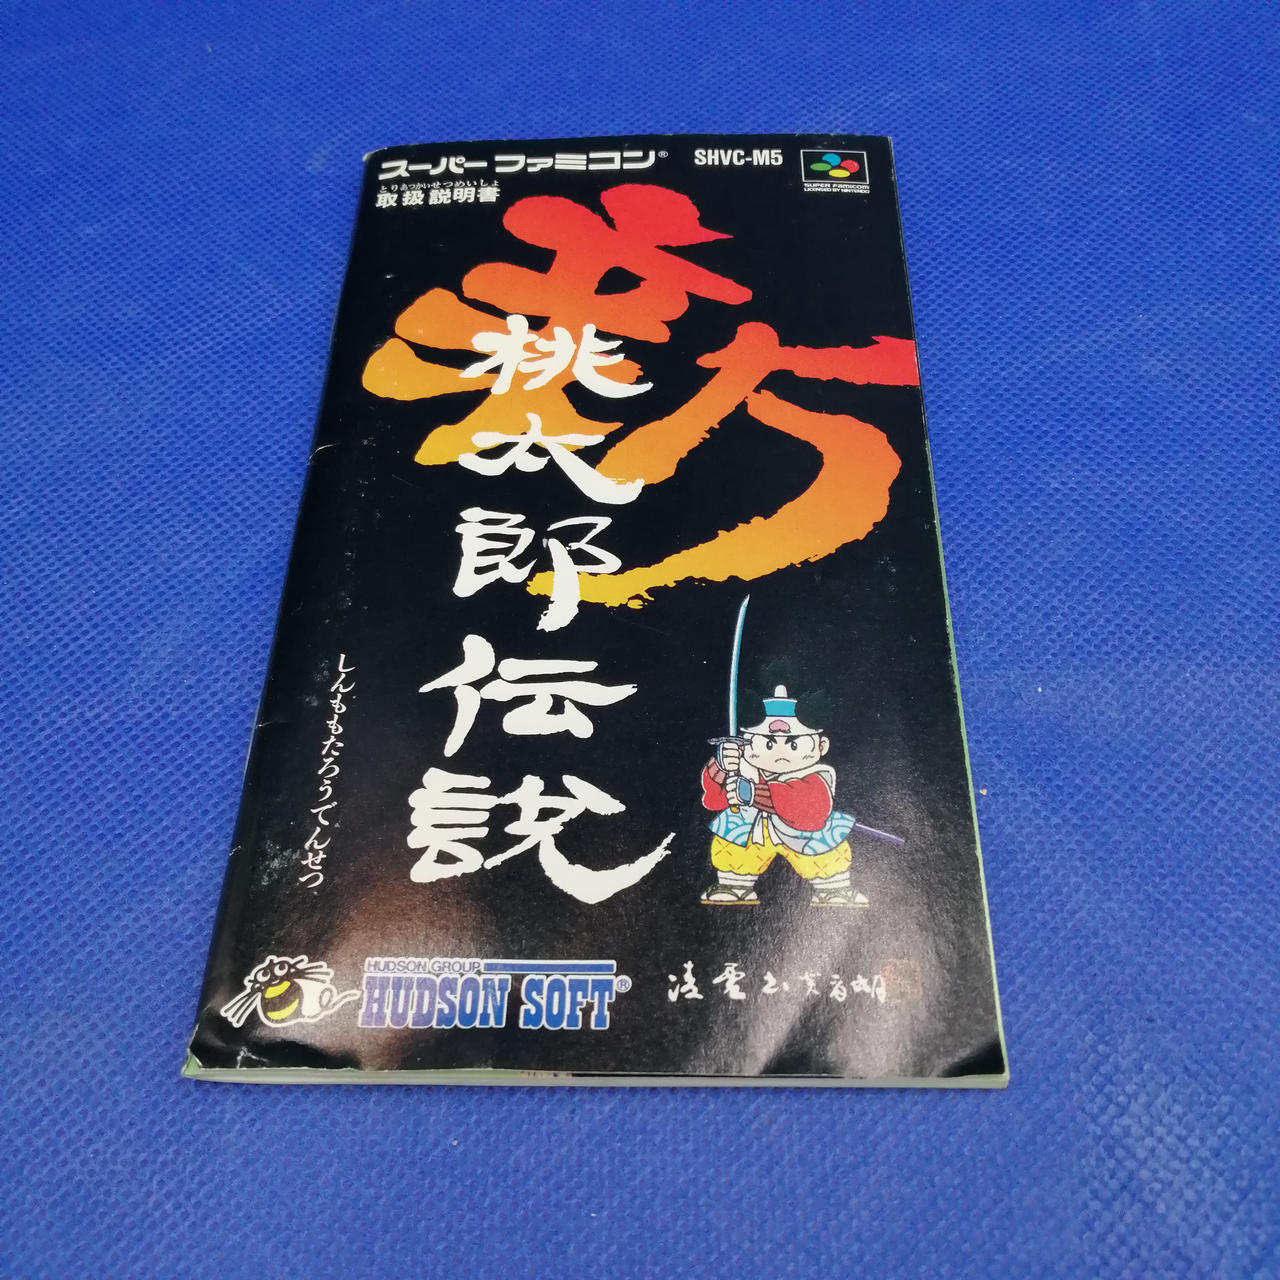 スーパーファミコン®
SHVC-M5
SUPER FAMICOM
LICENSED BY NINTENDO
とりあつかいせつめいしょ
取扱説明書
新
桃太郎伝説
しんももたろうでんせつ
HUDSON GROUP
HUDSON SOFT®